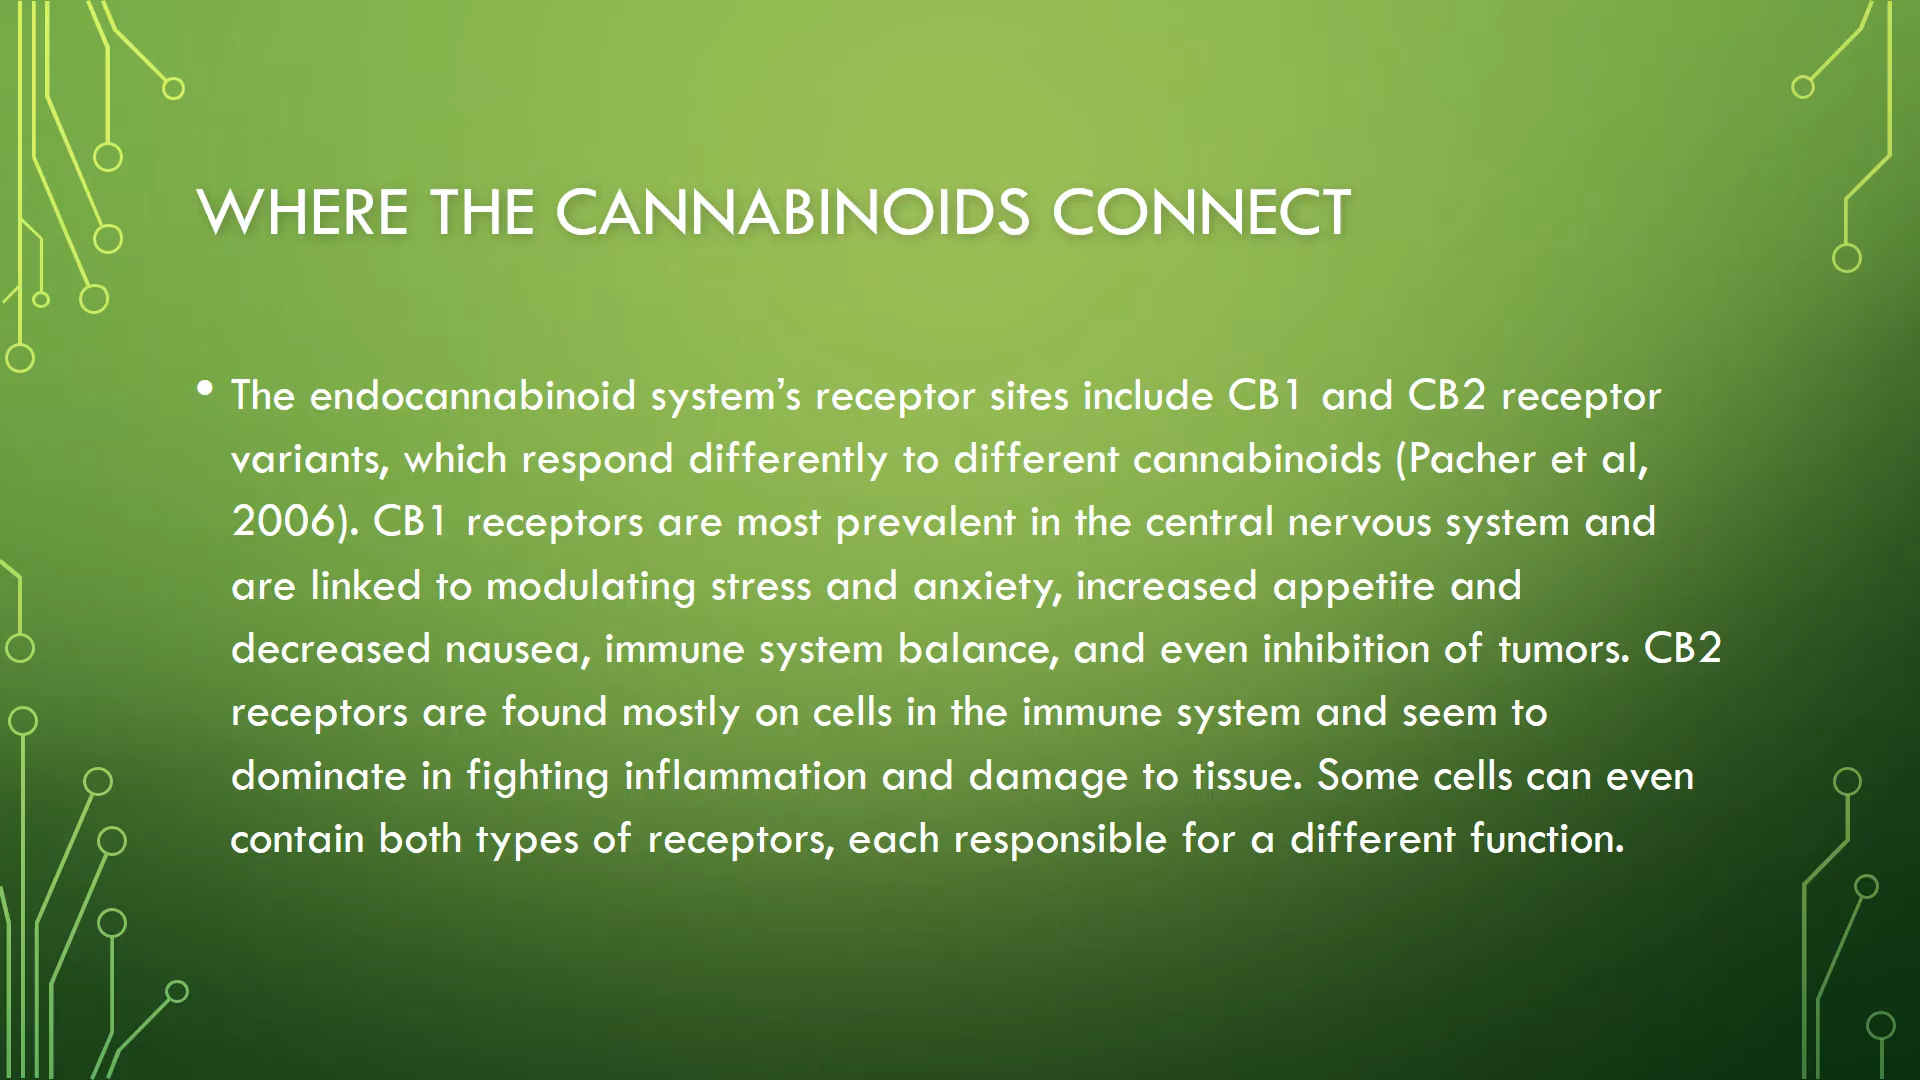 WHERE THE CANNABINOIDS CONNECT
• The endocannabinoid system’s receptor sites include CB1 and CB2 receptor
variants, which respond differently to different cannabinoids (Pacher et al,
2006). CB1 receptors are most prevalent in the central nervous system and
are linked to modulating stress and anxiety, increased appetite and
decreased nausea, immune system balance, and even inhibition of tumors. CB2
receptors are found mostly on cells in the immune system and seem to
dominate in fighting inflammation and damage to tissue. Some cells can even
contain both types of receptors, each responsible for a different function.